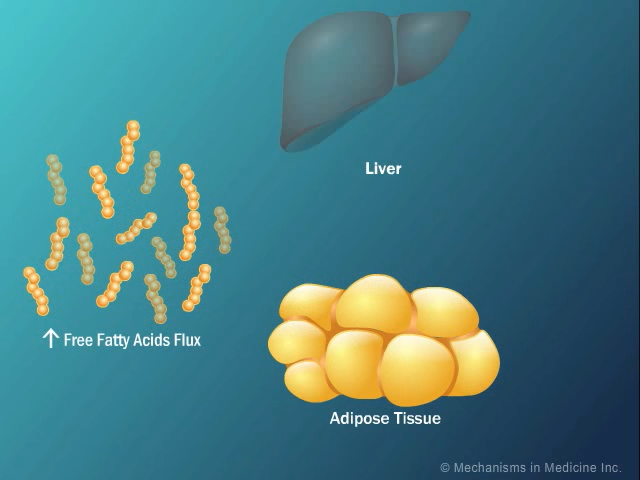 Liver
↑ Free Fatty Acids Flux
Adipose Tissue
© Mechanisms in Medicine Inc.